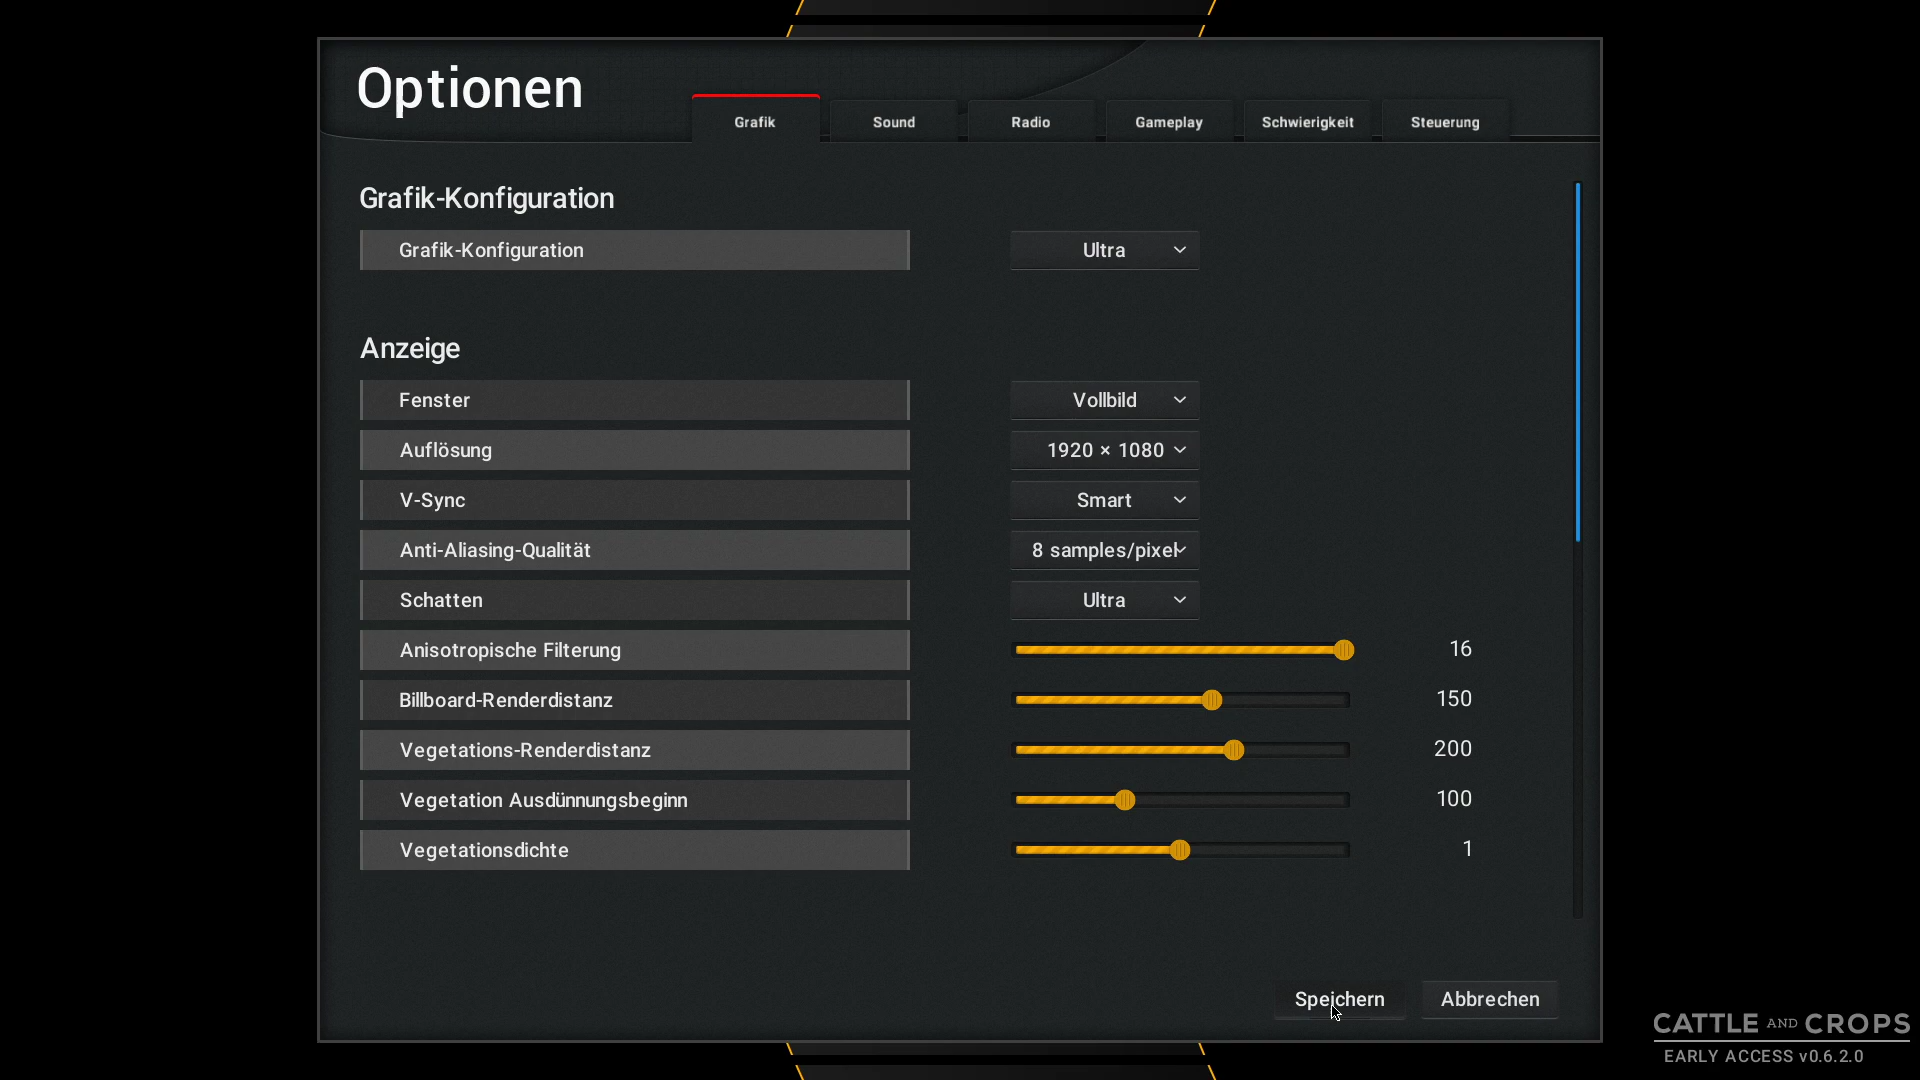 Optionen
Grafik
Sound
Radio
Gameplay
Schwierigkeit
Steuerung
Grafik-Konfiguration
Grafik-Konfiguration
Ultra
Anzeige
Fenster
Vollbild
Auflösung
1920 × 1080
V-Sync
Smart
Anti-Aliasing-Qualität
8 samples/pixel
Schatten
Ultra
Anisotropische Filterung
16
Billboard-Renderdistanz
150
Vegetations-Renderdistanz
200
Vegetation Ausdünnungsbeginn
100
Vegetationsdichte
1
Speichern
Abbrechen
CATTLE AND CROPS
EARLY ACCESS v0.6.2.0